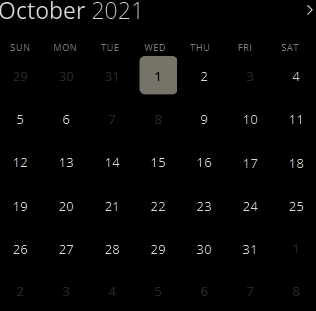 October 2021
SUN MON TUE WED THU FRI SAT
29 30 31 1 2 3 4
5 6 7 8 9 10 11
12 13 14 15 16 17 18
19 20 21 22 23 24 25
26 27 28 29 30 31 1
2 3 4 5 6 7 8